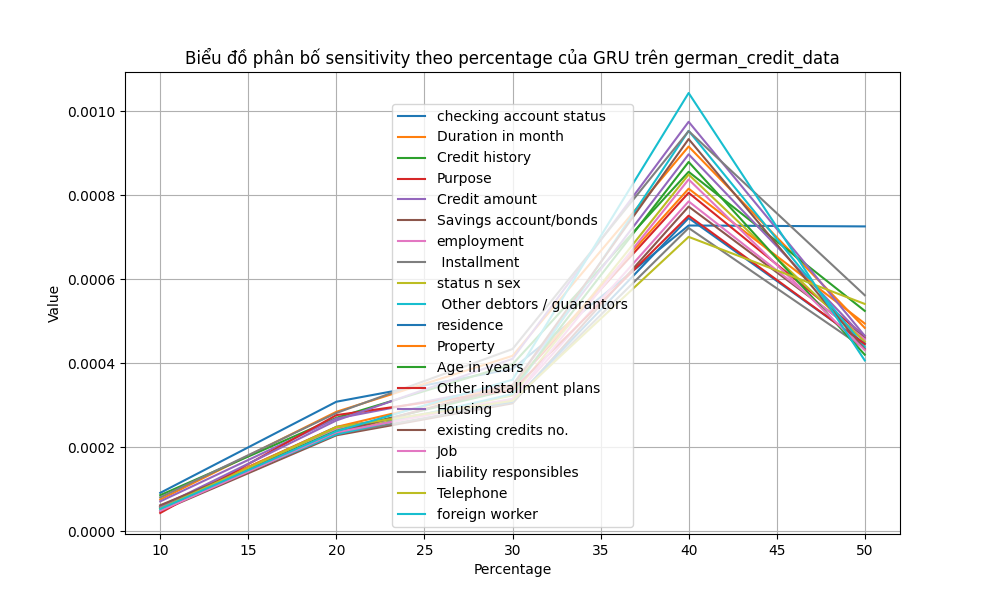 Biểu đồ phân bố sensitivity theo percentage của GRU trên german_credit_data
0.0010
0.0008
0.0006
0.0004
0.0002
0.0000
Value
checking account status
Duration in month
Credit history
Purpose
Credit amount
Savings account/bonds
employment
Installment
status n sex
Other debtors / guarantors
residence
Property
Age in years
Other installment plans
Housing
existing credits no.
Job
liability responsibles
Telephone
foreign worker
10 15 20 25 30 35 40 45 50
Percentage